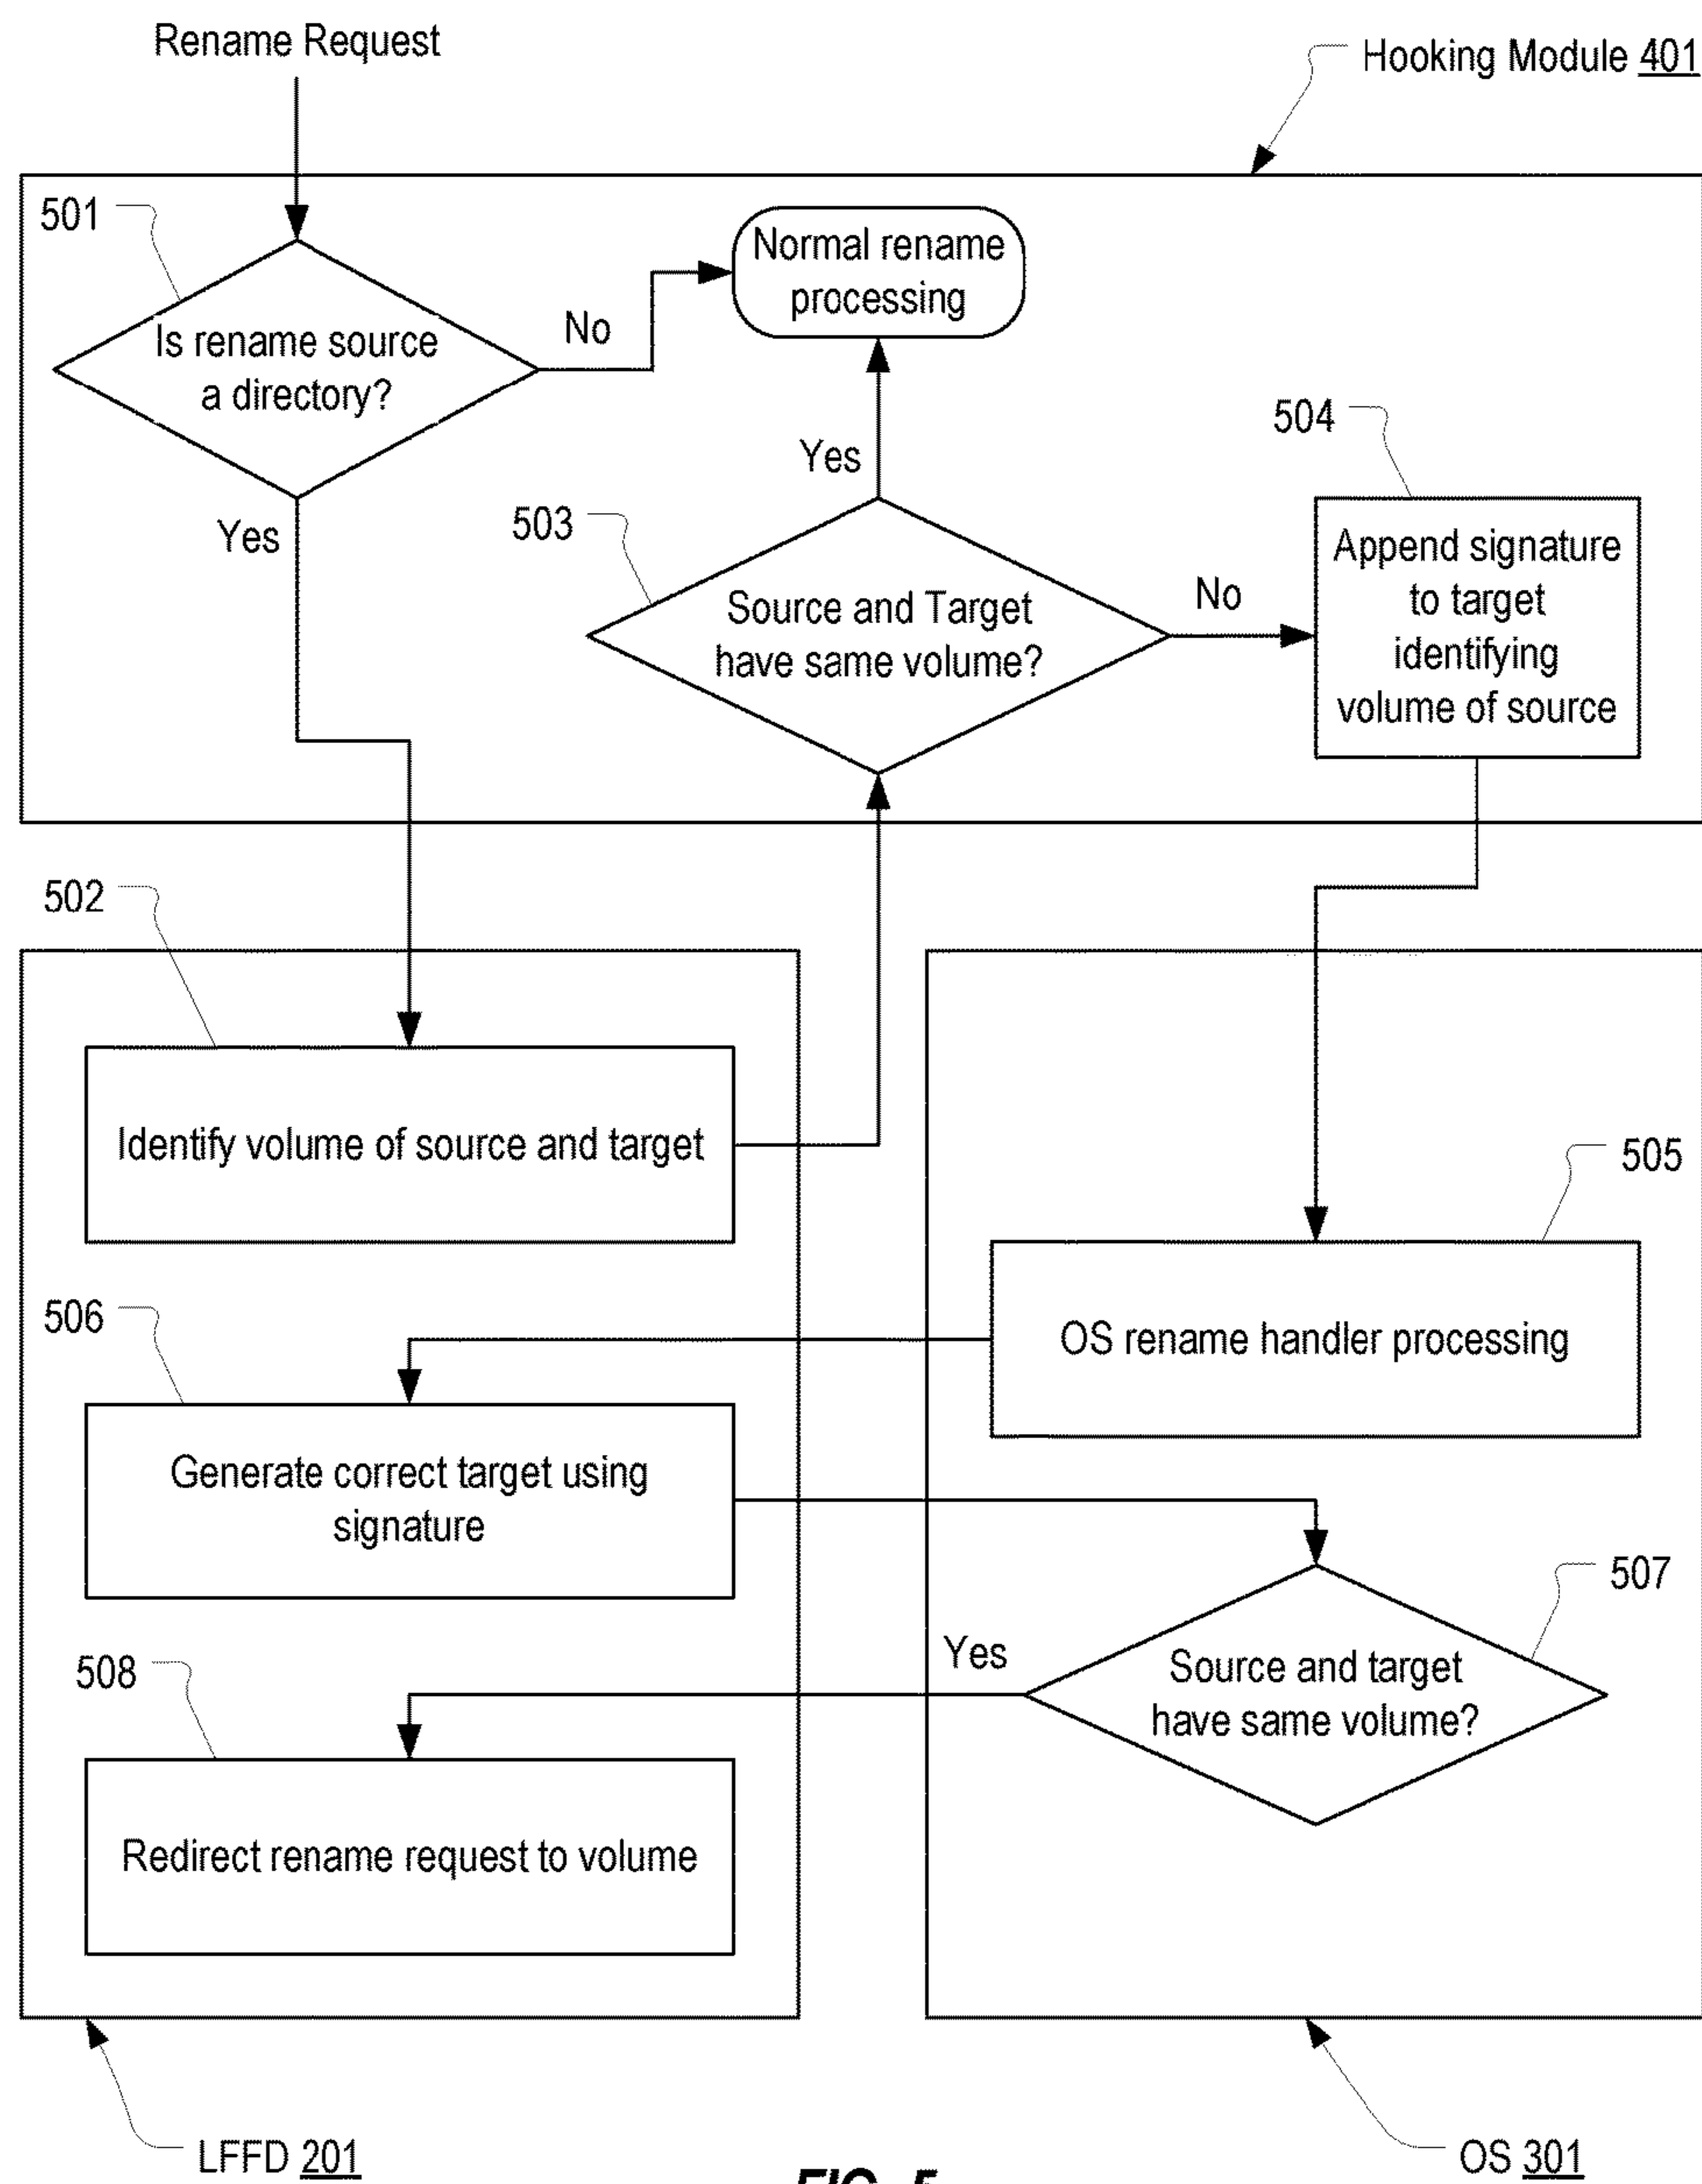 Rename Request
Hooking Module 401
501
Normal rename
processing
Is rename source
a directory?
No
Yes
504
Yes
503
Append signature
to target
identifying
volume of source
Source and Target
have same volume?
No
502
Identify volume of source and target
505
506
OS rename handler processing
Generate correct target using
signature
507
Yes
508
Source and target
have same volume?
Redirect rename request to volume
LFFD 201
OS 301
FIG. 5